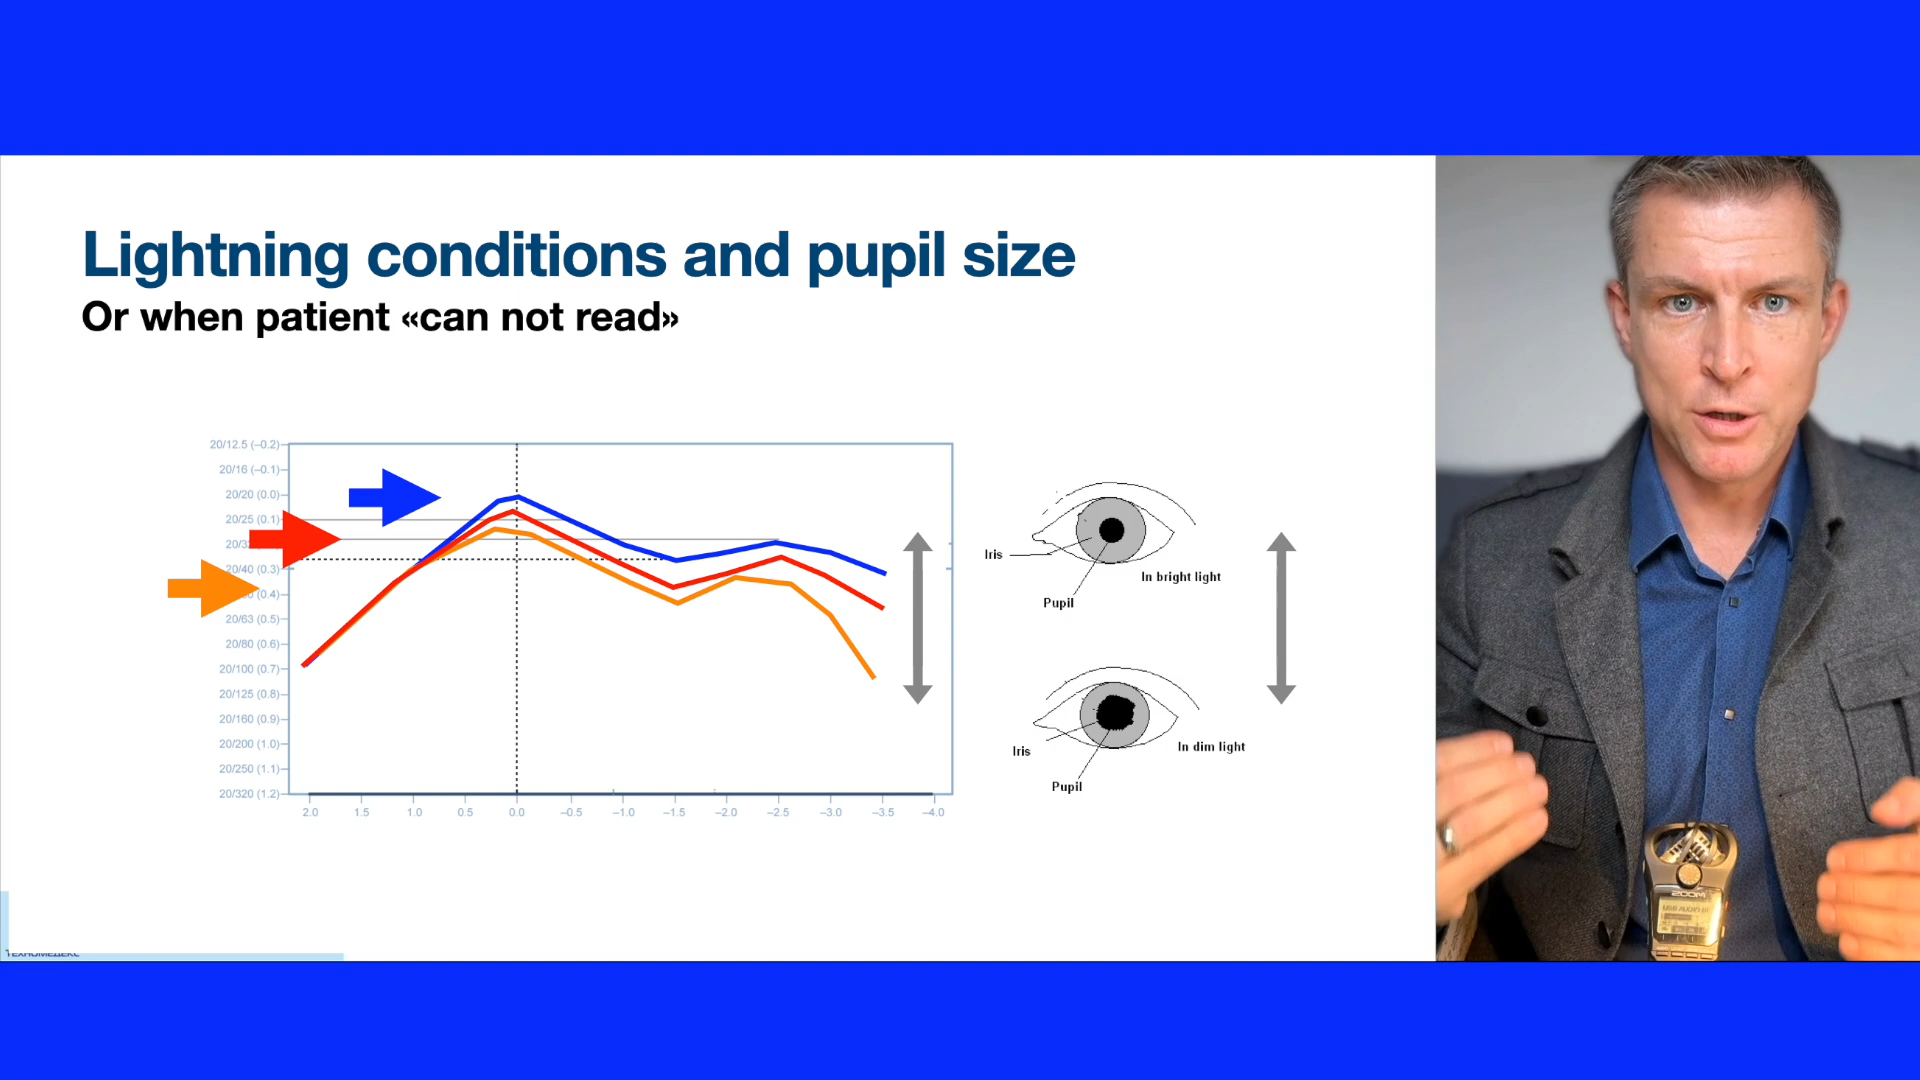 Lightning conditions and pupil size
Or when patient «can not read»
20/12.5 (–0.2)
20/16 (–0.1)
20/20 (0.0)
20/25 (0.1)
20/40 (0.3)
(0.4)
20/63 (0.5)
20/80 (0.6)
20/100 (0.7)
20/125 (0.8)
20/160 (0.9)
20/200 (1.0)
20/250 (1.1)
20/320 (1.2)
2.0 1.5 1.0 0.5 0.0 –0.5 –1.0 –1.5 –2.0 –2.5 –3.0 –3.5 –4.0
Iris
In bright light
Pupil
Iris
In dim light
Pupil
ТЕХНОМЕДЕКС
ZOOM